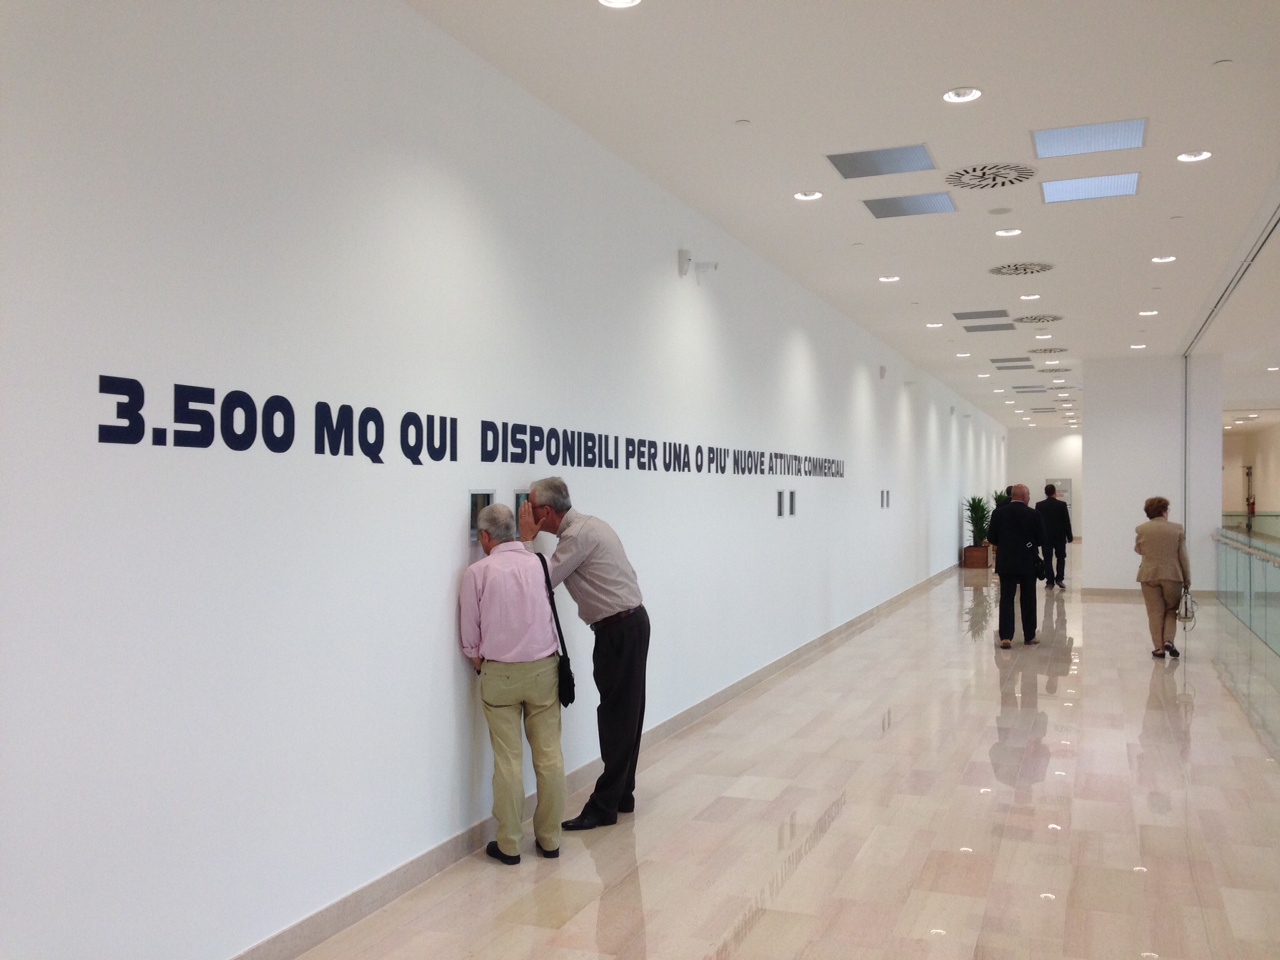 3.500 MQ QUI DISPONIBILI PER UNA O PIU' NUOVE ATTIVITA' COMMERCIALI